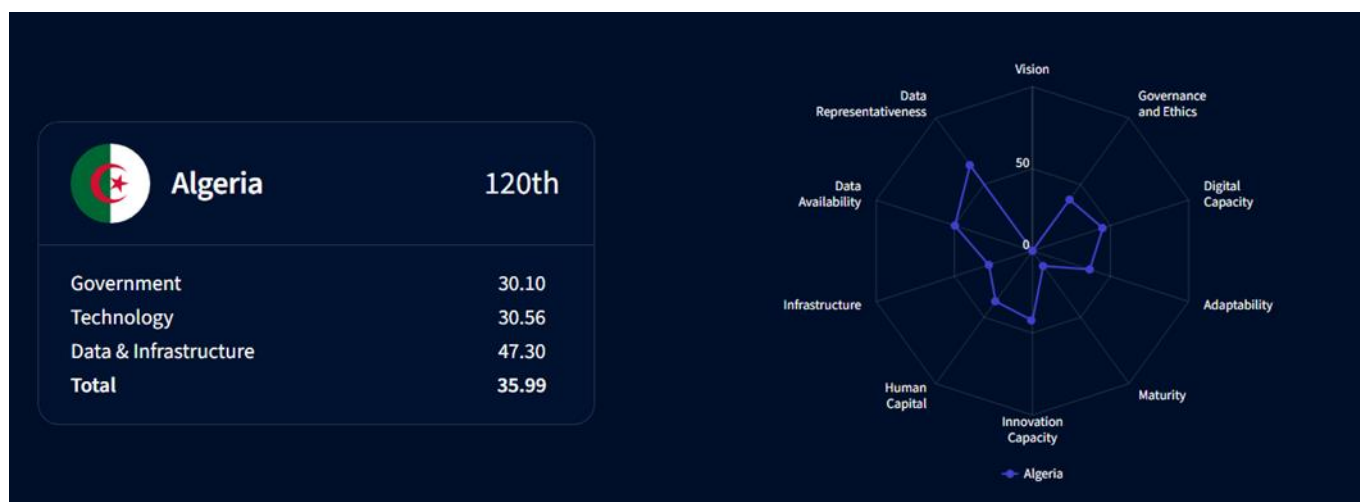 Algeria 120th
Government 30.10
Technology 30.56
Data & Infrastructure 47.30
Total 35.99
Vision
Governance
and Ethics
Digital
Capacity
Adaptability
Maturity
Innovation
Capacity
Human
Capital
Infrastructure
Data
Availability
Data
Representativeness
50
0
Algeria